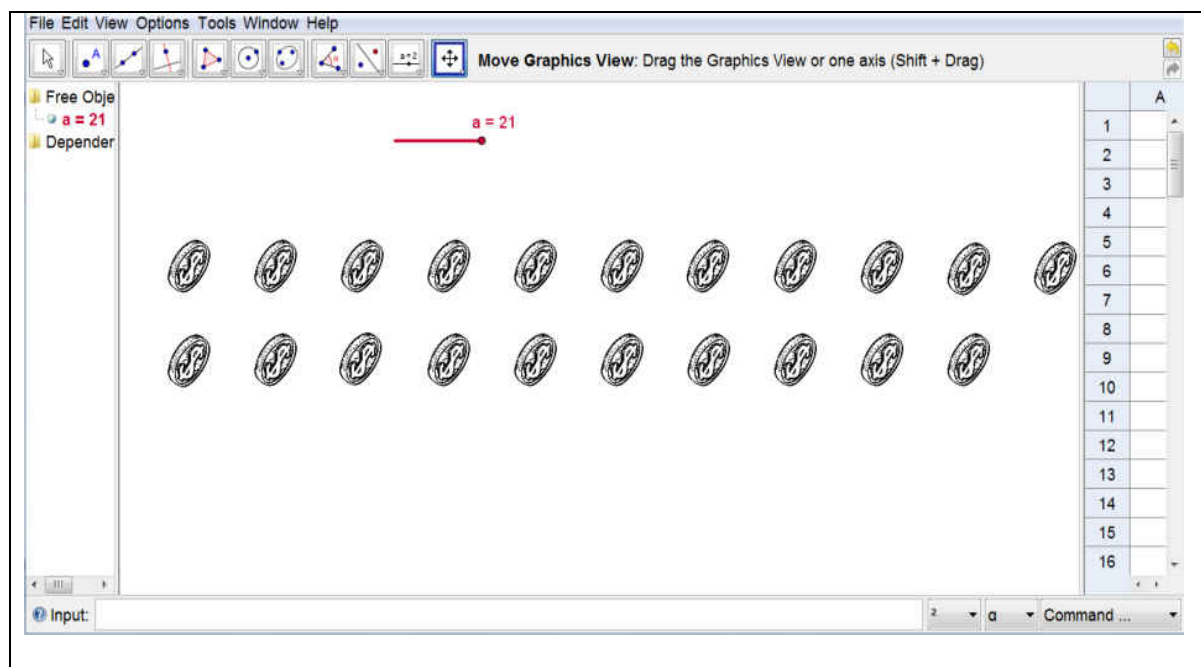 File Edit View Options Tools Window Help
a=2
Move Graphics View: Drag the Graphics View or one axis (Shift + Drag)
Free Obje
a = 21
Depender
a = 21
A
1
2
3
4
5
6
7
8
9
10
11
12
13
14
15
16
Input:
2
α
Command ...